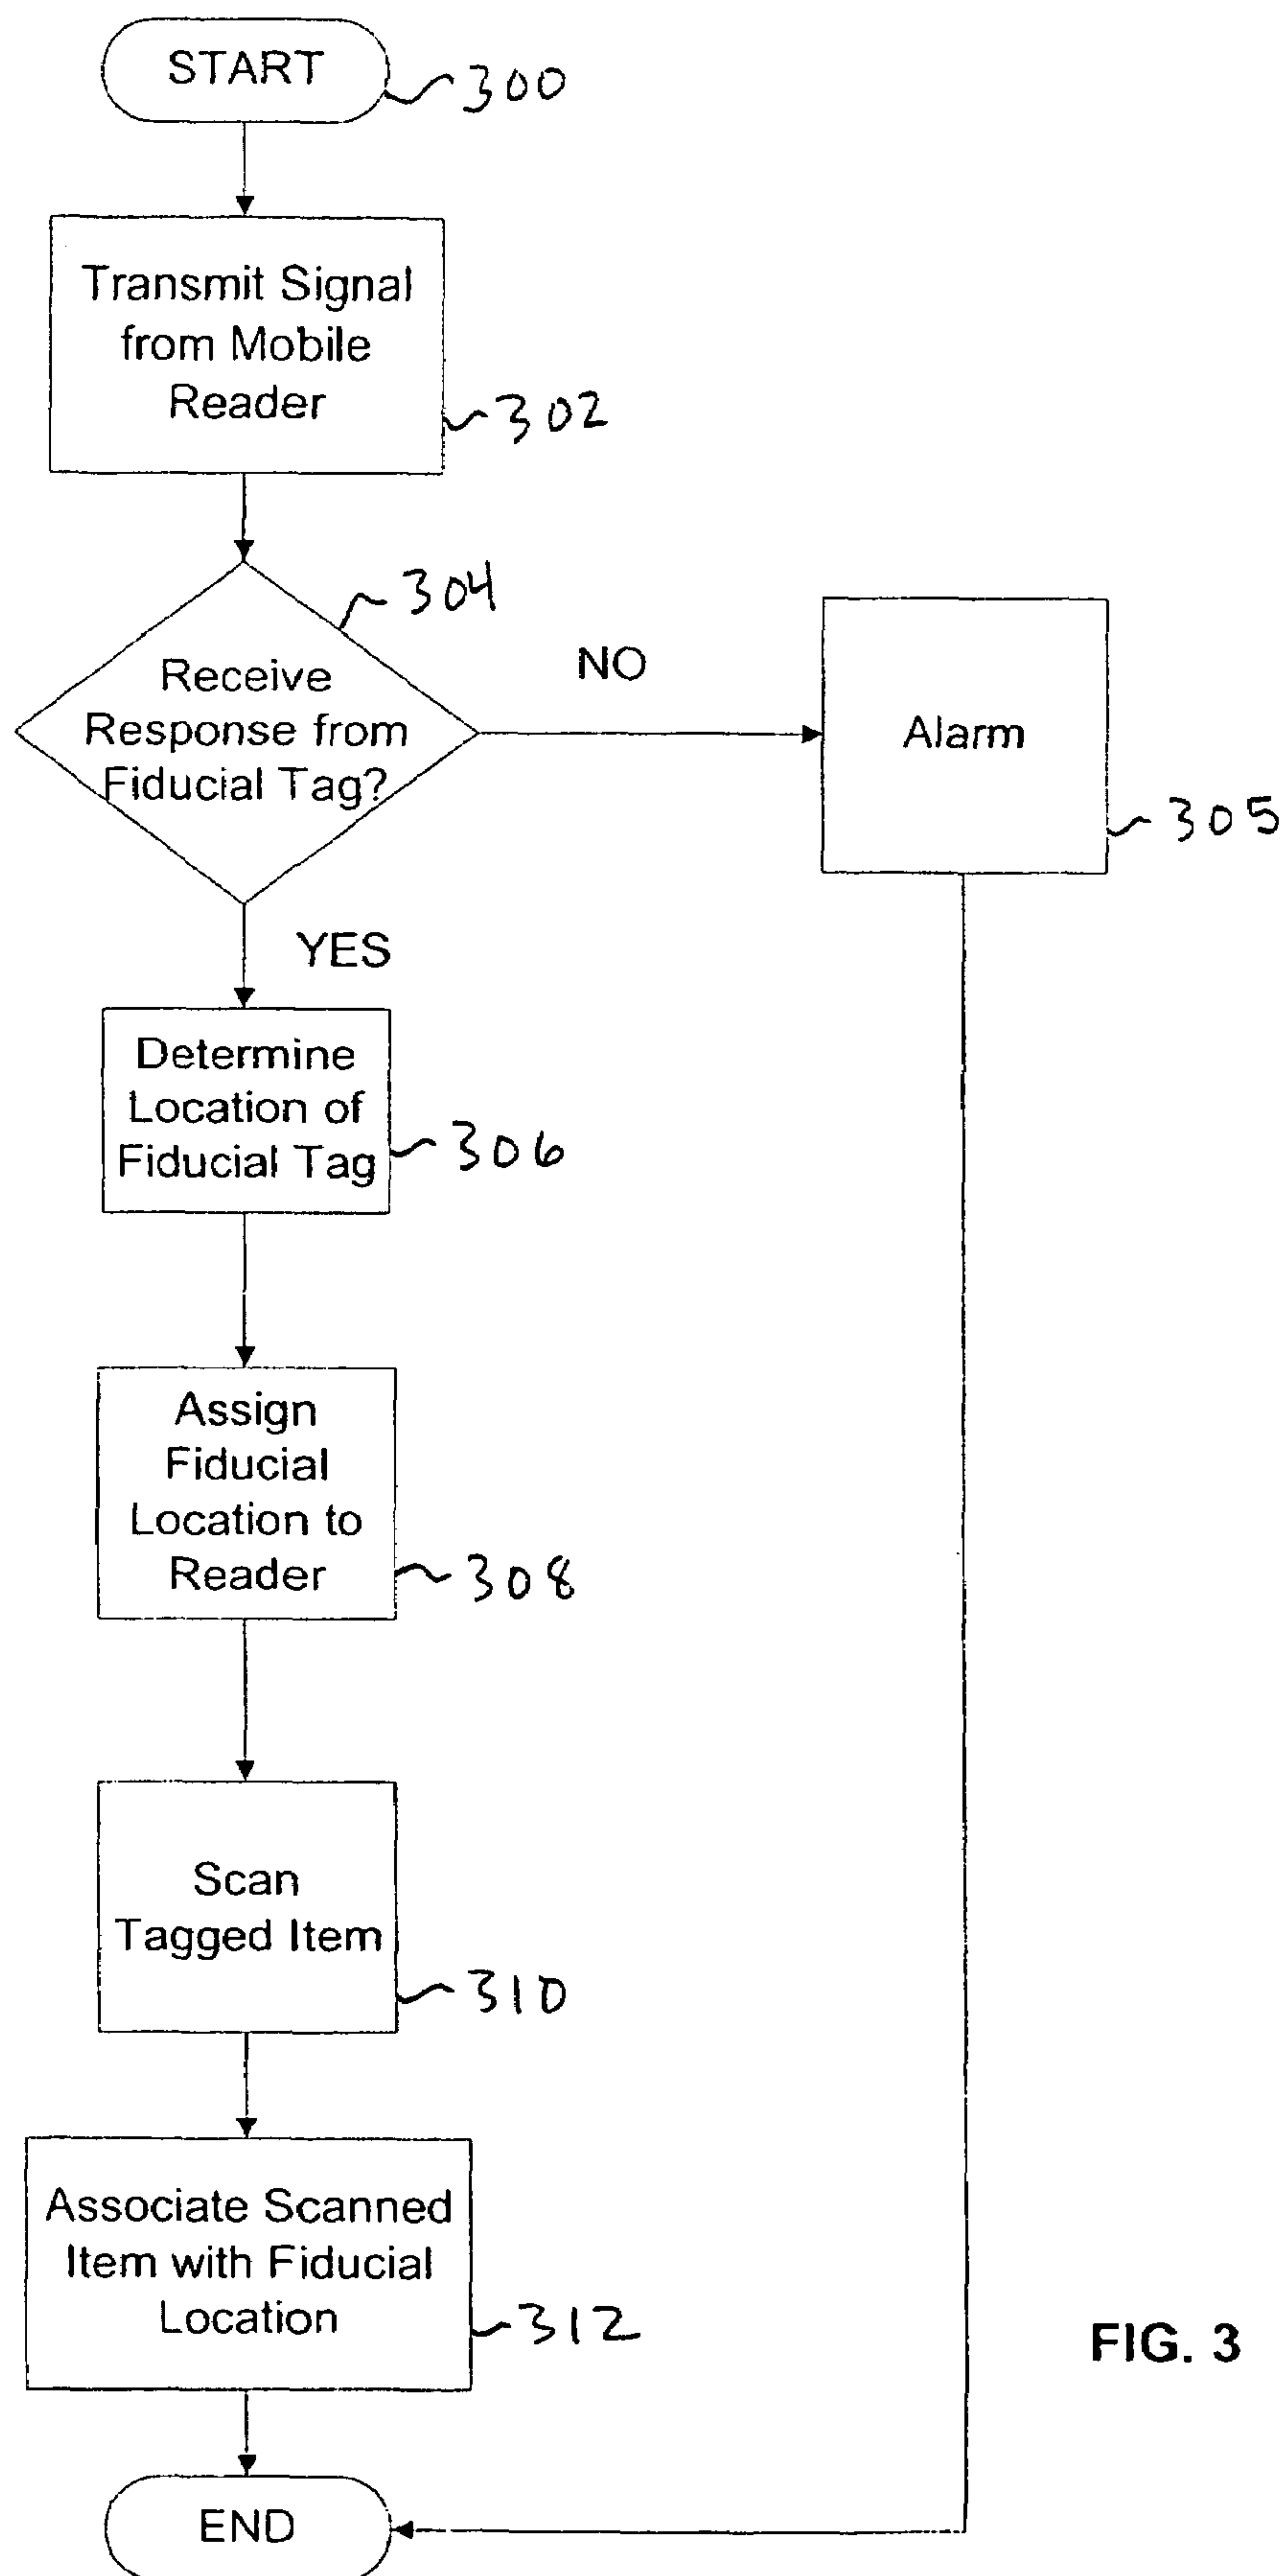 START
300
Transmit Signal
from Mobile
Reader
302
304
Receive
Response from
Fiducial Tag?
NO
Alarm
305
YES
Determine
Location of
Fiducial Tag
306
Assign
Fiducial
Location to
Reader
308
Scan
Tagged Item
310
Associate Scanned
Item with Fiducial
Location
312
FIG. 3
END